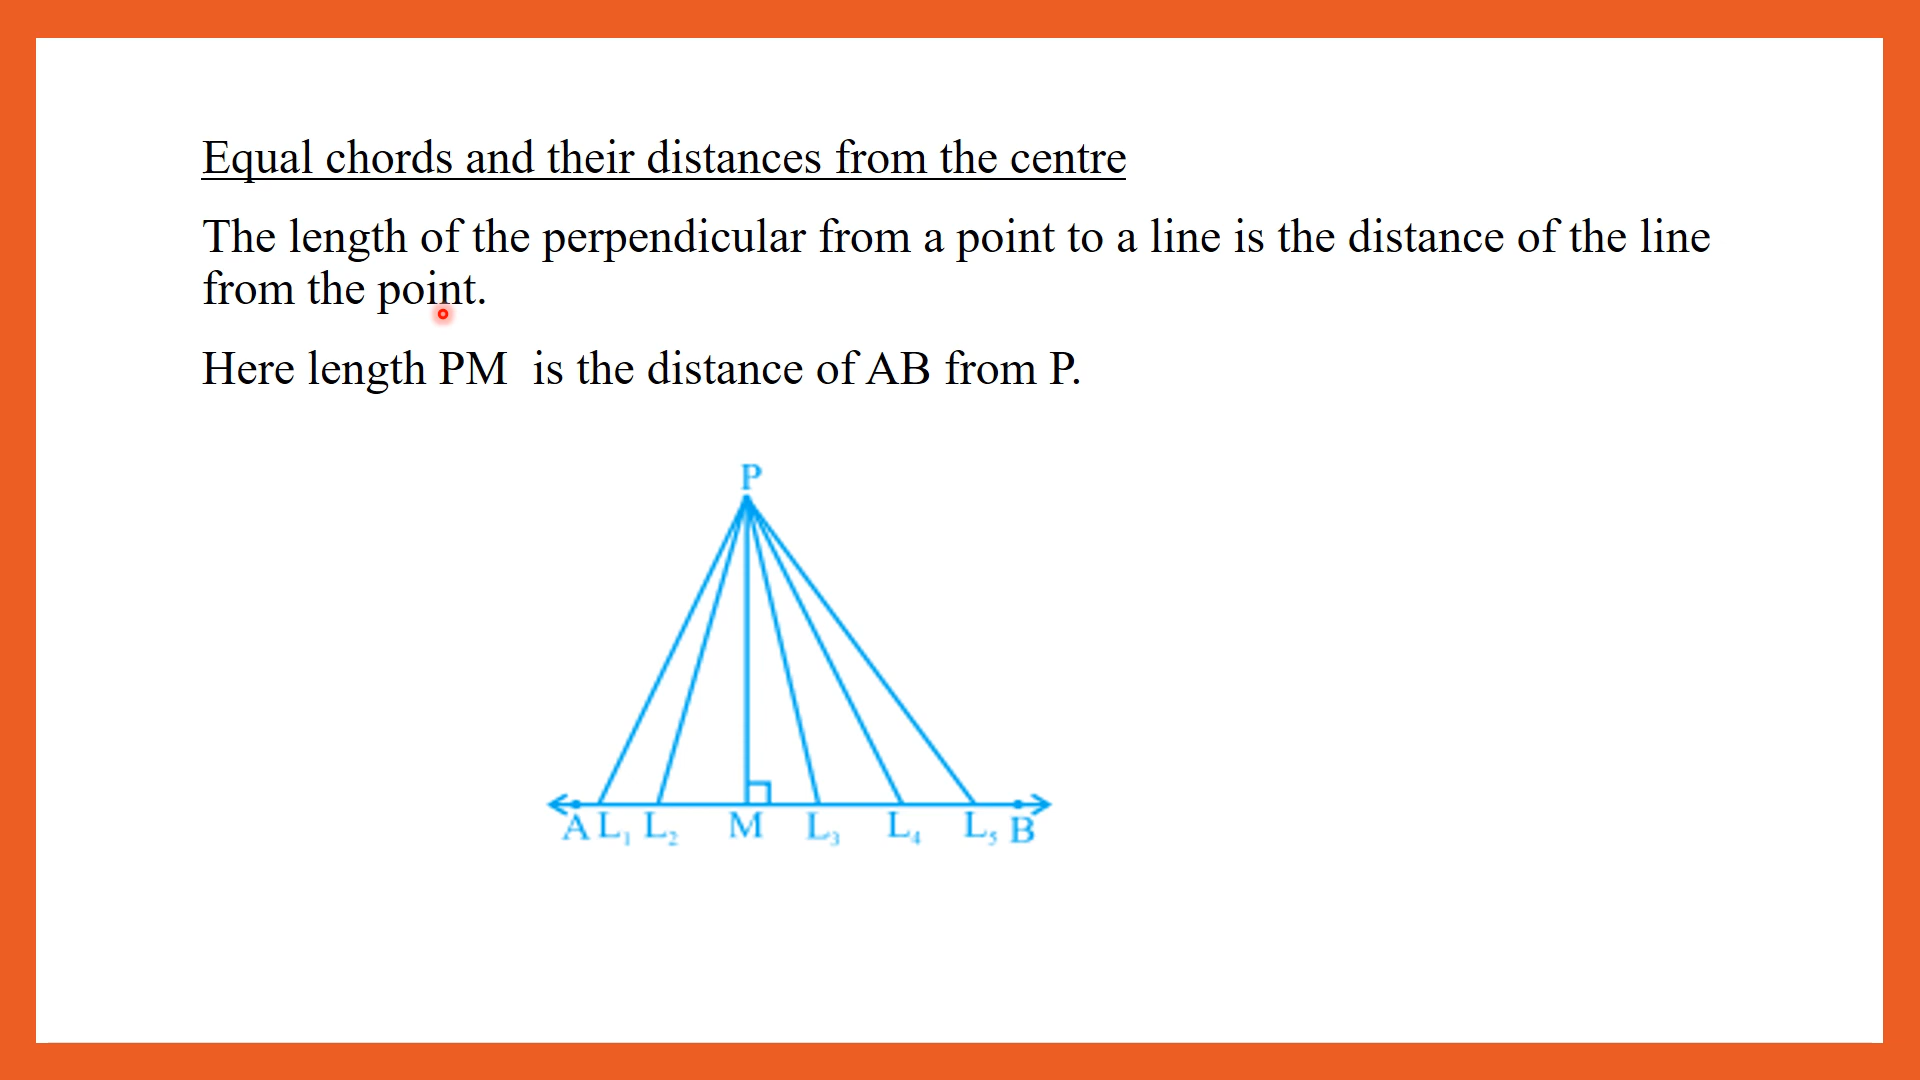 Equal chords and their distances from the centre
The length of the perpendicular from a point to a line is the distance of the line
from the point.
Here length PM is the distance of AB from P.
P
A L₁ L₂ M L₃ L₄ L₅ B